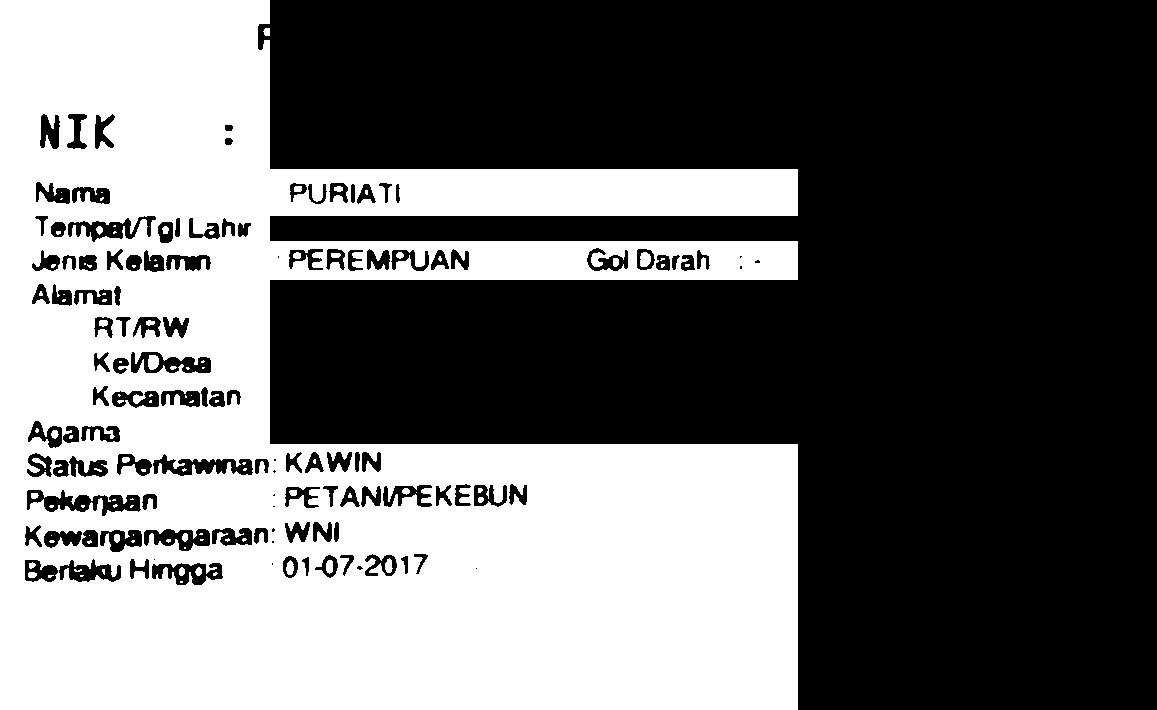 P
NIK :
Nama PURIATI
Tempat/Tgl Lahir
Jenis Kelamin : PEREMPUAN Gol Darah : -
Alamat
RT/RW
Kel/Desa
Kecamatan
Agama
Status Perkawinan: KAWIN
Pekerjaan : PETANI/PEKEBUN
Kewarganegaraan: WNI
Berlaku Hingga : 01-07-2017